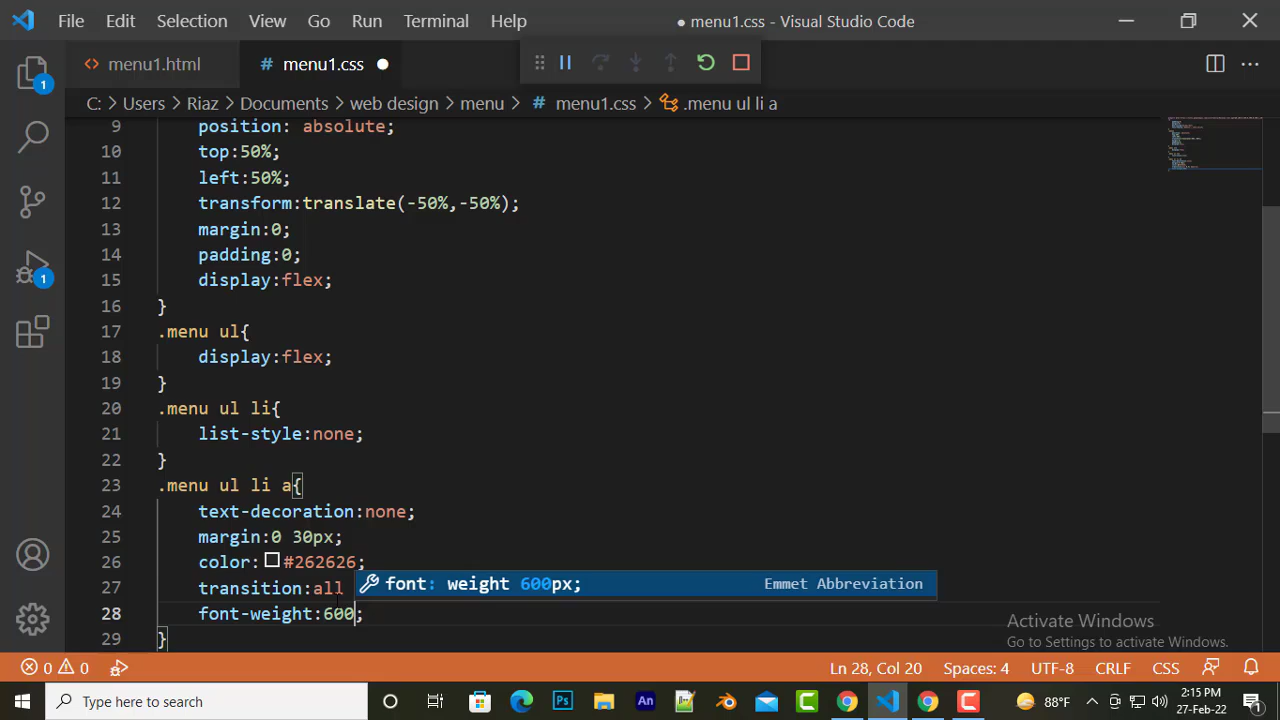 File Edit Selection View Go Run Terminal Help ● menu1.css - Visual Studio Code
<> menu1.html # menu1.css ●
C: > Users > Riaz > Documents > web design > menu > # menu1.css > .menu ul li a
9 position: absolute;
10 top:50%;
11 left:50%;
12 transform:translate(-50%,-50%);
13 margin:0;
14 padding:0;
15 display:flex;
16 }
17 .menu ul{
18 display:flex;
19 }
20 .menu ul li{
21 list-style:none;
22 }
23 .menu ul li a{
24 text-decoration:none;
25 margin:0 30px;
26 color:#262626;
27 transition:all
font: weight 600px; Emmet Abbreviation
28 font-weight:600;
29 }
1
1
Activate Windows
Go to Settings to activate Windows.
0 0 Ln 28, Col 20 Spaces: 4 UTF-8 CRLF CSS
Type here to search Ps An C C 88°F 2:15 PM
27-Feb-22 1